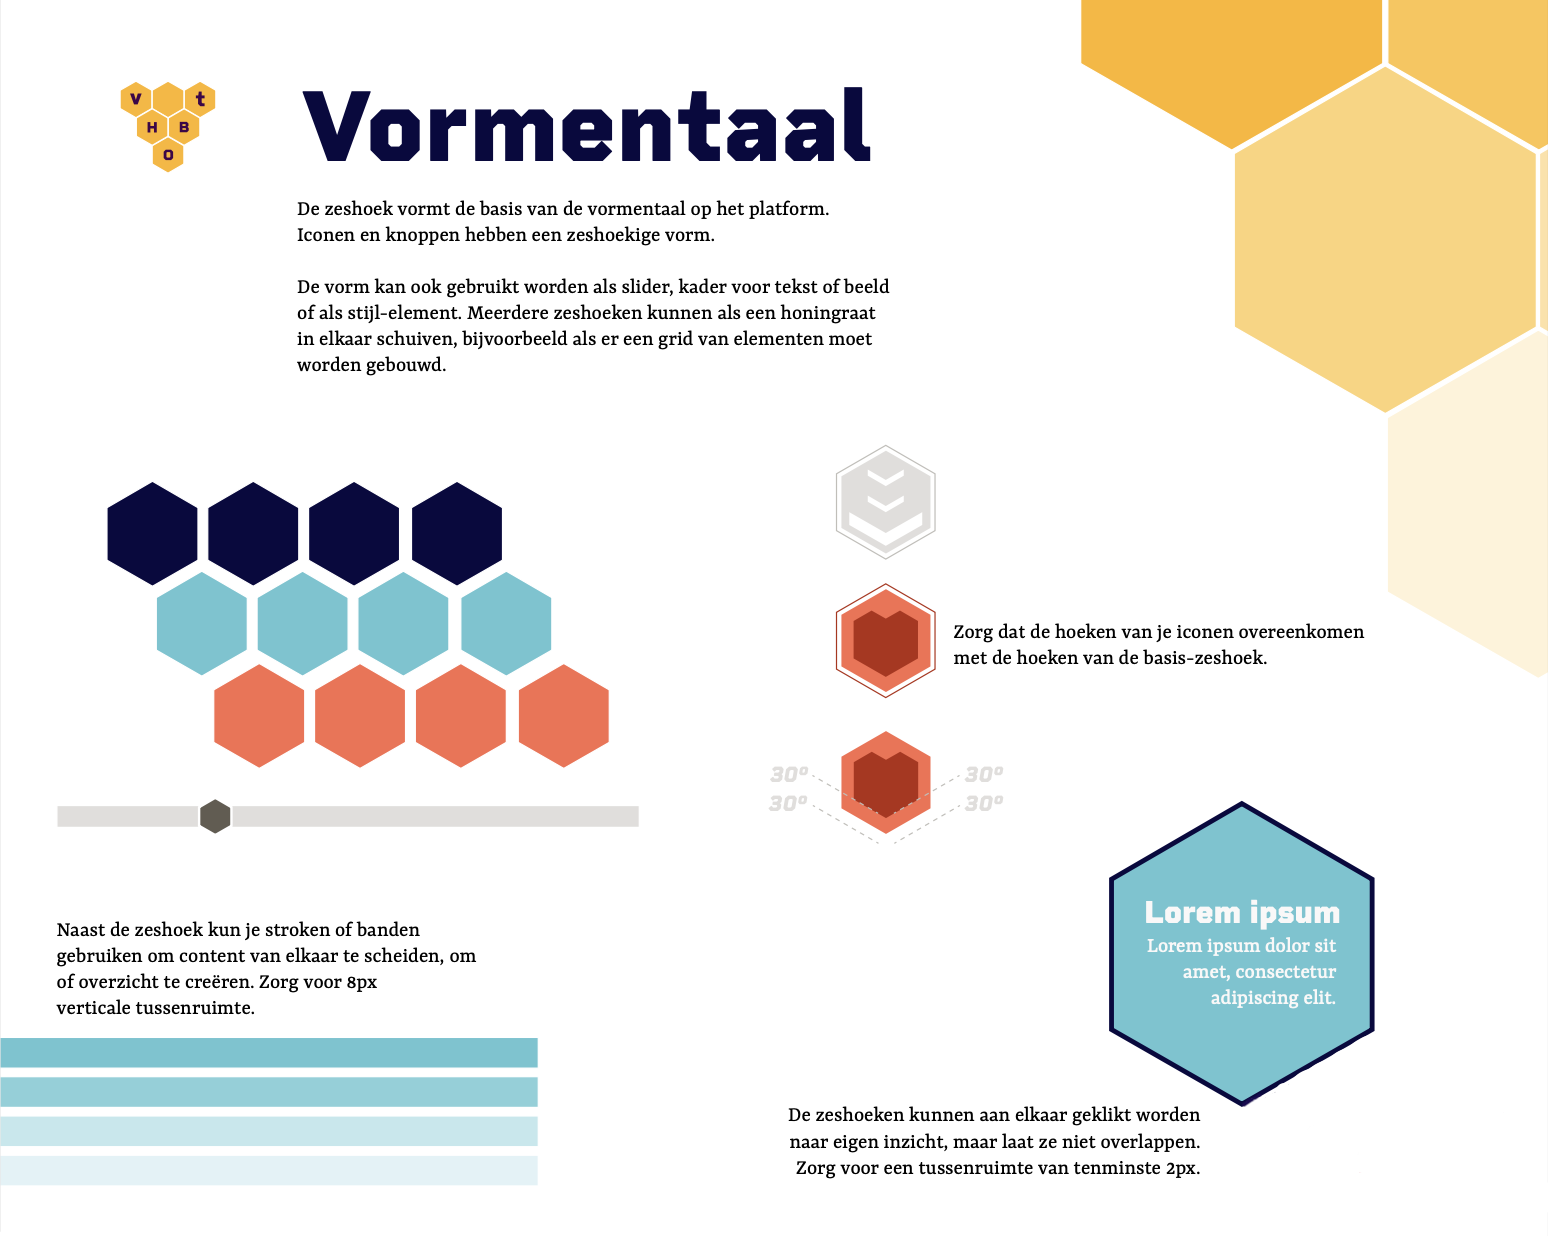 v t
H B
O
Vormentaal
De zeshoek vormt de basis van de vormentaal op het platform.
Iconen en knoppen hebben een zeshoekige vorm.
De vorm kan ook gebruikt worden als slider, kader voor tekst of beeld
of als stijl-element. Meerdere zeshoeken kunnen als een honingraat
in elkaar schuiven, bijvoorbeeld als er een grid van elementen moet
worden gebouwd.
Zorg dat de hoeken van je iconen overeenkomen
met de hoeken van de basis-zeshoek.
30º 30º
30º 30º
Naast de zeshoek kun je stroken of banden
gebruiken om content van elkaar te scheiden, om
of overzicht te creëren. Zorg voor 8px
verticale tussenruimte.
Lorem ipsum
Lorem ipsum dolor sit
amet, consectetur
adipiscing elit.
De zeshoeken kunnen aan elkaar geklikt worden
naar eigen inzicht, maar laat ze niet overlappen.
Zorg voor een tussenruimte van tenminste 2px.